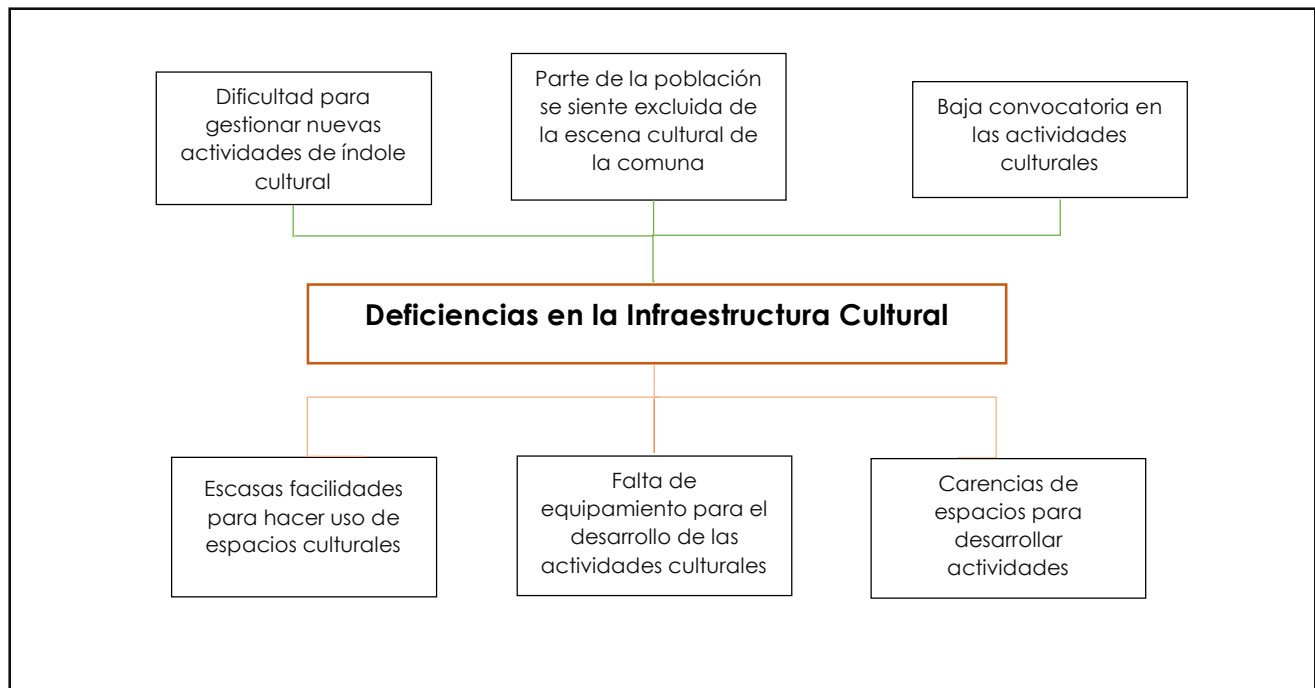 Dificultad para
gestionar nuevas
actividades de índole
cultural
Parte de la población
se siente excluida de
la escena cultural de
la comuna
Baja convocatoria en
las actividades
culturales
Deficiencias en la Infraestructura Cultural
Escasas facilidades
para hacer uso de
espacios culturales
Falta de
equipamiento para el
desarrollo de las
actividades culturales
Carencias de
espacios para
desarrollar
actividades